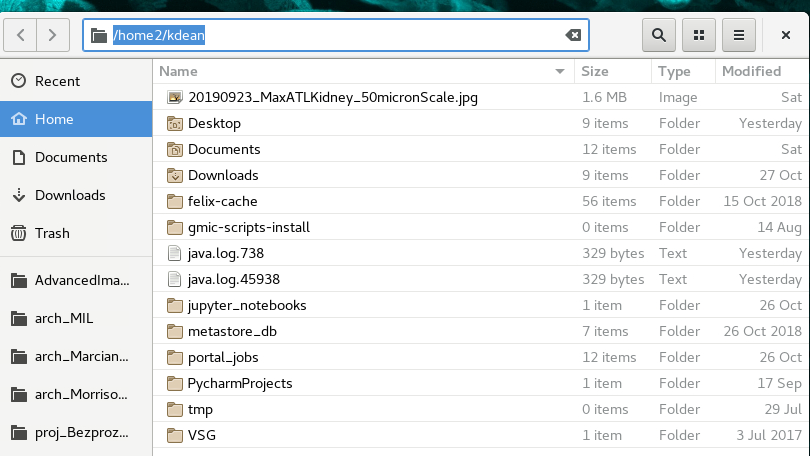 /home2/kdean
Recent
Home
Documents
Downloads
Trash
AdvancedIma...
arch_MIL
arch_Marcian...
arch_Morriso...
proj_Bezproz...
Name Size Type Modified
20190923_MaxATLKidney_50micronScale.jpg 1.6 MB Image Sat
Desktop 9 items Folder Yesterday
Documents 12 items Folder Sat
Downloads 9 items Folder 27 Oct
felix-cache 56 items Folder 15 Oct 2018
gmic-scripts-install 0 items Folder 14 Aug
java.log.738 329 bytes Text Yesterday
java.log.45938 329 bytes Text Yesterday
jupyter_notebooks 1 item Folder 26 Oct
metastore_db 7 items Folder 26 Oct 2018
portal_jobs 12 items Folder 26 Oct
PycharmProjects 1 item Folder 17 Sep
tmp 0 items Folder 29 Jul
VSG 1 item Folder 3 Jul 2017